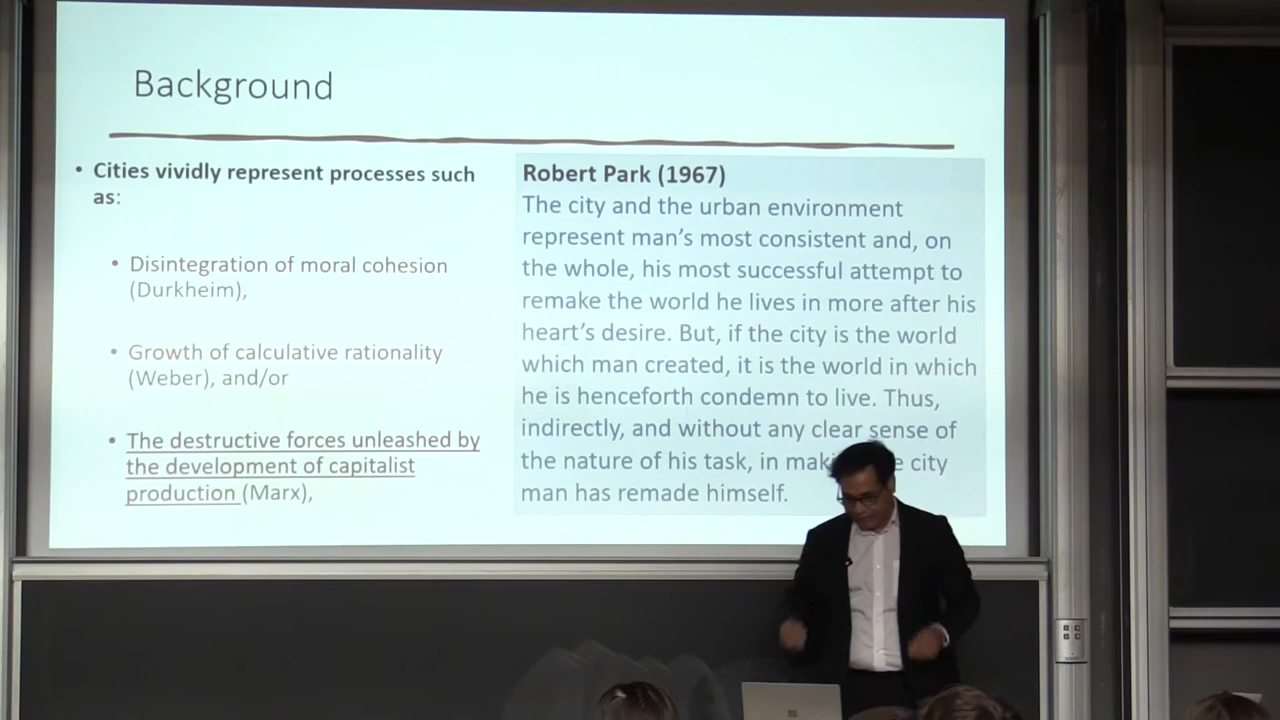 Background
• Cities vividly represent processes such
as:
• Disintegration of moral cohesion
(Durkheim),
• Growth of calculative rationality
(Weber), and/or
• The destructive forces unleashed by
the development of capitalist
production (Marx),
Robert Park (1967)
The city and the urban environment
represent man's most consistent and, on
the whole, his most successful attempt to
remake the world he lives in more after his
heart's desire. But, if the city is the world
which man created, it is the world in which
he is henceforth condemn to live. Thus,
indirectly, and without any clear sense of
the nature of his task, in city
man has remade himself.